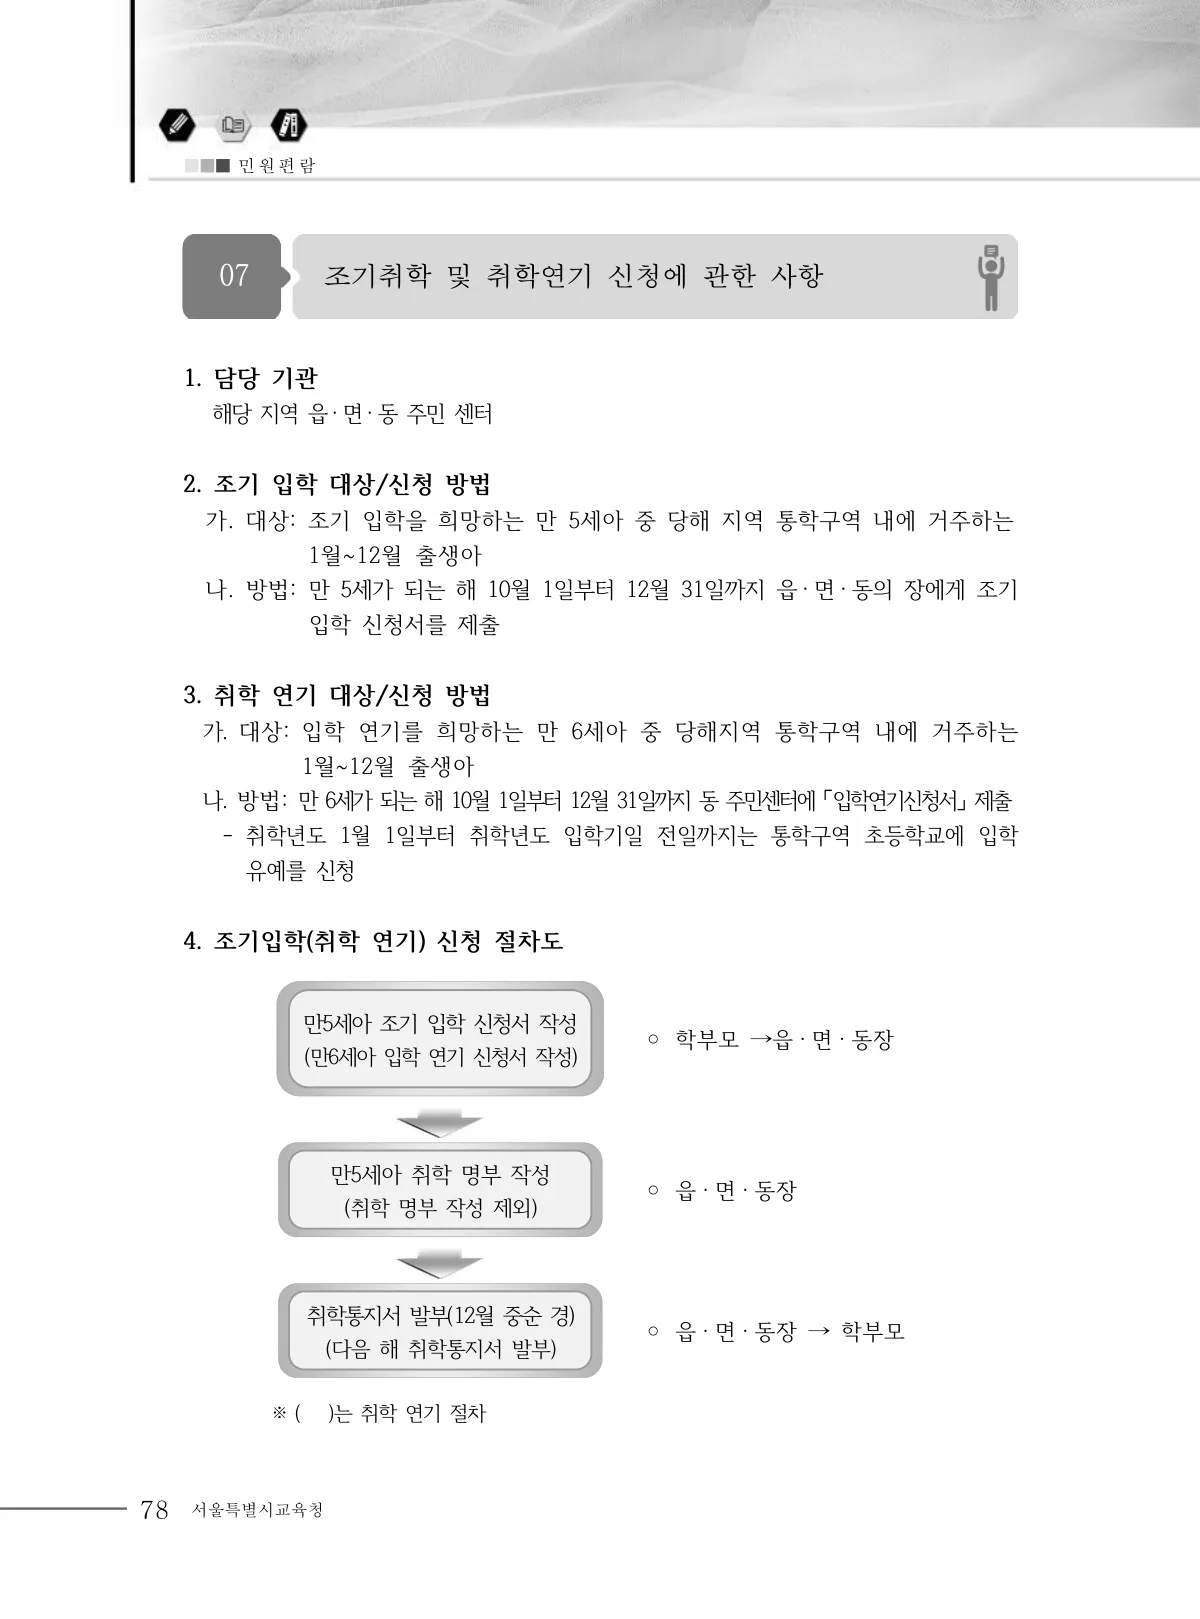 민원편람
07
조기취학 및 취학연기 신청에 관한 사항
1. 담당 기관
해당 지역 읍·면·동 주민 센터
2. 조기 입학 대상/신청 방법
가. 대상: 조기 입학을 희망하는 만 5세아 중 당해 지역 통학구역 내에 거주하는
1월~12월 출생아
나. 방법: 만 5세가 되는 해 10월 1일부터 12월 31일까지 읍·면·동의 장에게 조기
입학 신청서를 제출
3. 취학 연기 대상/신청 방법
가. 대상: 입학 연기를 희망하는 만 6세아 중 당해지역 통학구역 내에 거주하는
1월~12월 출생아
나. 방법: 만 6세가 되는 해 10월 1일부터 12월 31일까지 동 주민센터에 「입학연기신청서」 제출
- 취학년도 1월 1일부터 취학년도 입학기일 전일까지는 통학구역 초등학교에 입학
유예를 신청
4. 조기입학(취학 연기) 신청 절차도
만5세아 조기 입학 신청서 작성
(만6세아 입학 연기 신청서 작성)
○ 학부모 →읍·면·동장
만5세아 취학 명부 작성
(취학 명부 작성 제외)
○ 읍·면·동장
취학통지서 발부(12월 중순 경)
(다음 해 취학통지서 발부)
○ 읍·면·동장 → 학부모
※ (  )는 취학 연기 절차
78 서울특별시교육청